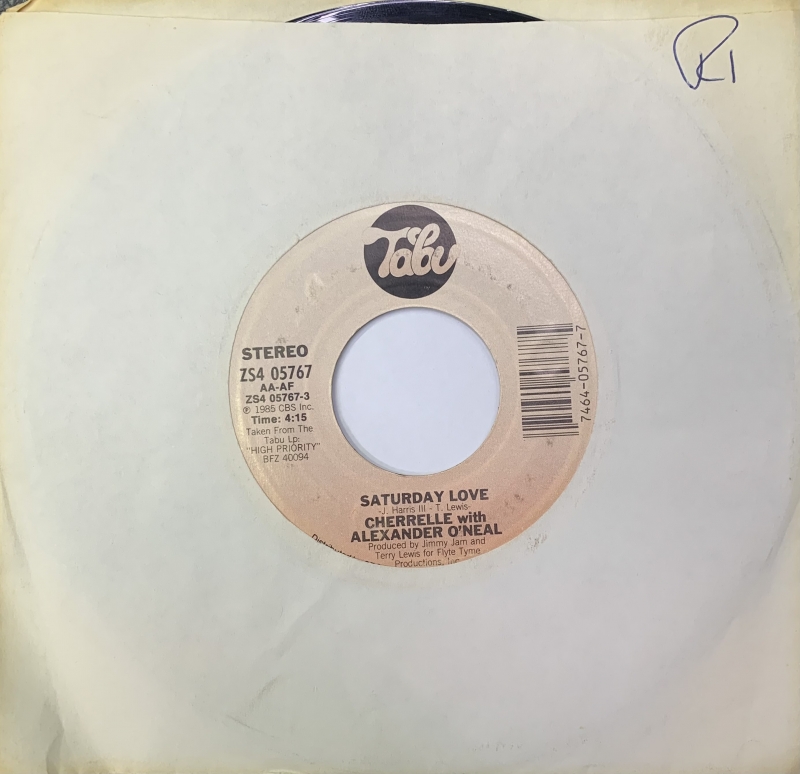 R1
Tabu
STEREO
ZS4 05767
AA-AF
ZS4 05767-3
℗ 1985 CBS Inc.
Time: 4:15
Taken From The
Tabu Lp:
"HIGH PRIORITY"
BFZ 40094
7464-05767-7
SATURDAY LOVE
-J. Harris III - T. Lewis-
CHERRELLE with
ALEXANDER O'NEAL
Produced by Jimmy Jam and
Terry Lewis for Flyte Tyme
Productions, Inc.